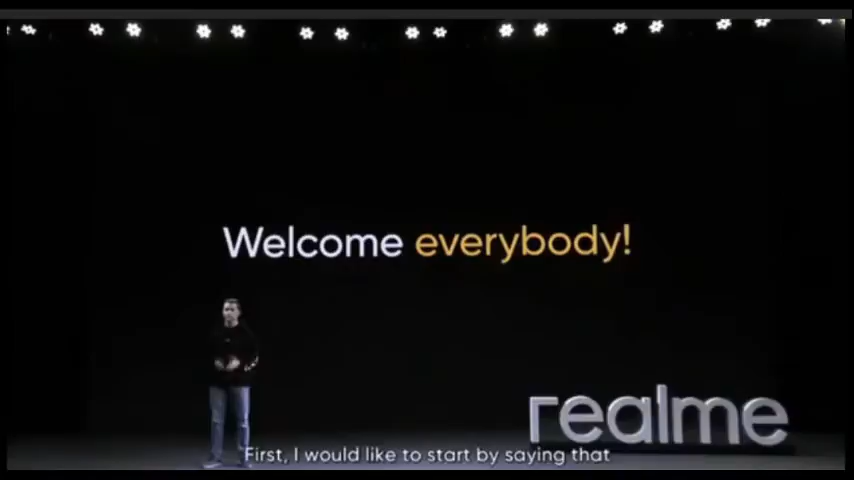 Welcome everybody!
realme
First, I would like to start by saying that